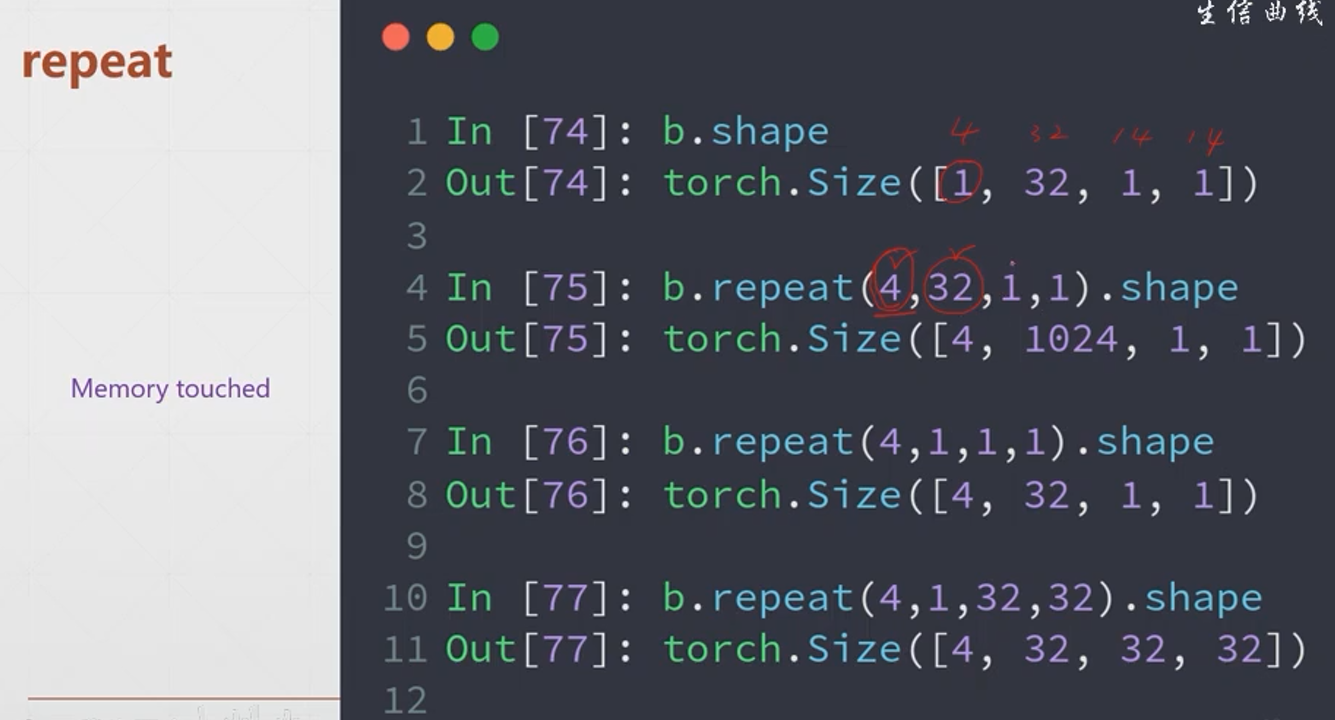 生信曲线
repeat
Memory touched
4 32 14 14
1 In [74]: b.shape
2 Out[74]: torch.Size([1, 32, 1, 1])
3
4 In [75]: b.repeat(4,32,1,1).shape
5 Out[75]: torch.Size([4, 1024, 1, 1])
6
7 In [76]: b.repeat(4,1,1,1).shape
8 Out[76]: torch.Size([4, 32, 1, 1])
9
10 In [77]: b.repeat(4,1,32,32).shape
11 Out[77]: torch.Size([4, 32, 32, 32])
12